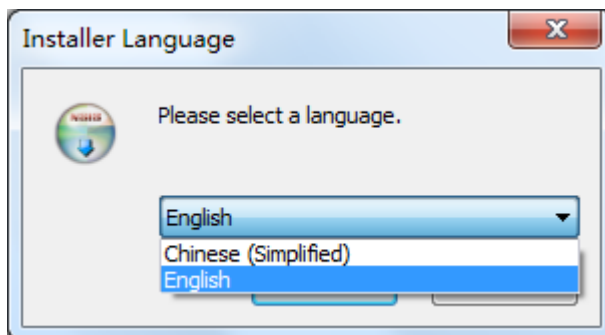 Installer Language
Please select a language.
English
Chinese (Simplified)
English